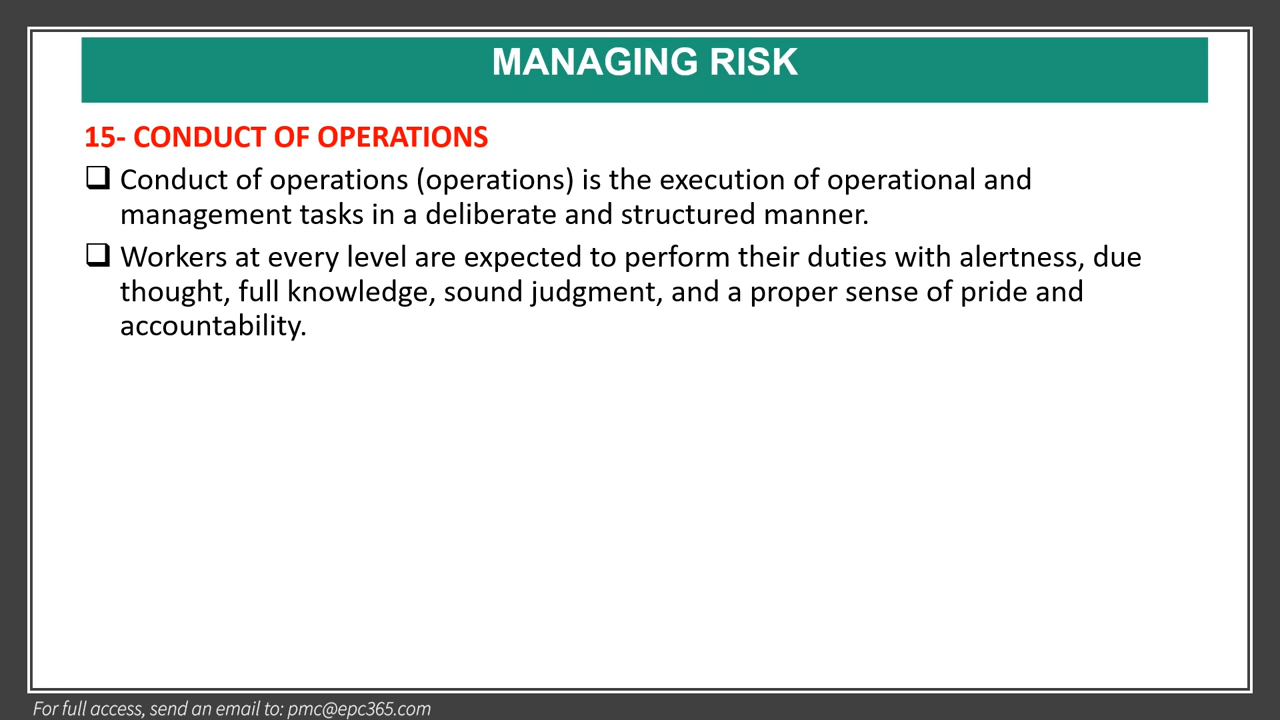 MANAGING RISK
15- CONDUCT OF OPERATIONS
Conduct of operations (operations) is the execution of operational and
management tasks in a deliberate and structured manner.
Workers at every level are expected to perform their duties with alertness, due
thought, full knowledge, sound judgment, and a proper sense of pride and
accountability.
For full access, send an email to: pmc@epc365.com